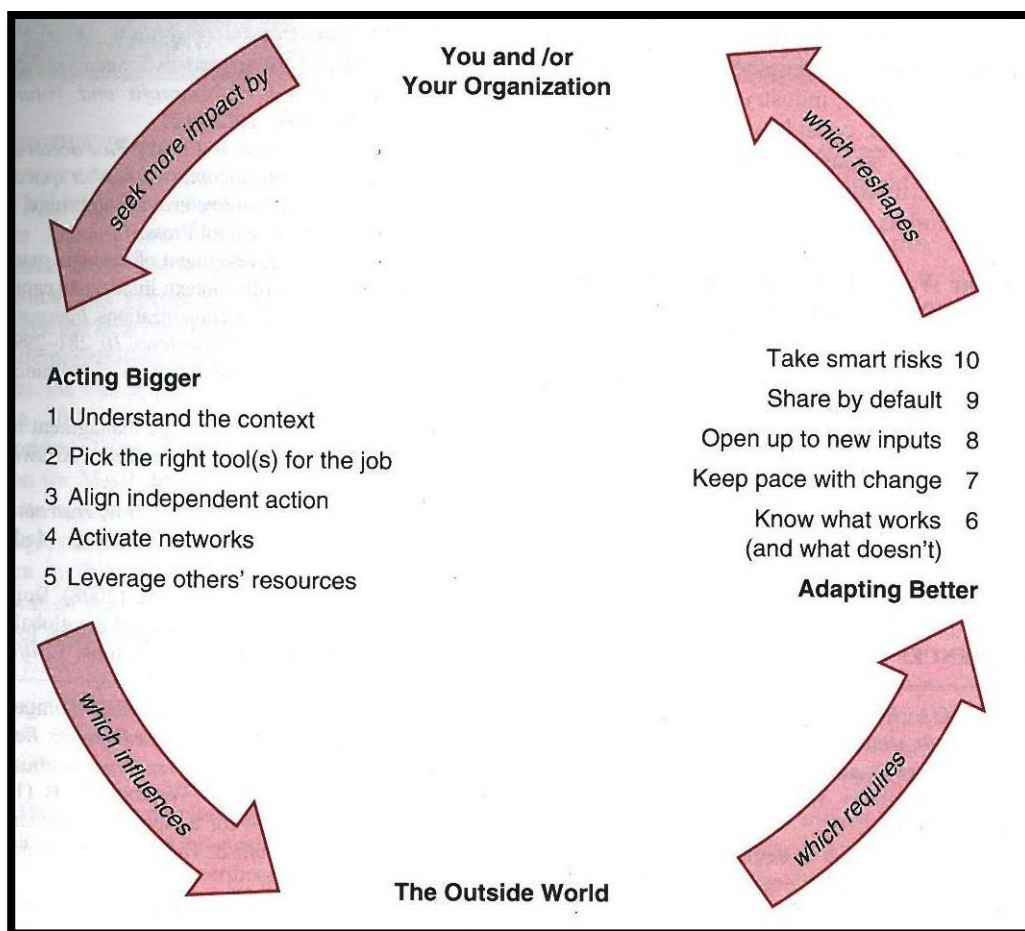 You and /or
Your Organization
seek more impact by
Acting Bigger
1 Understand the context
2 Pick the right tool(s) for the job
3 Align independent action
4 Activate networks
5 Leverage others' resources
which influences
The Outside World
which requires
Adapting Better
Know what works 6
(and what doesn't)
Keep pace with change 7
Open up to new inputs 8
Share by default 9
Take smart risks 10
which reshapes